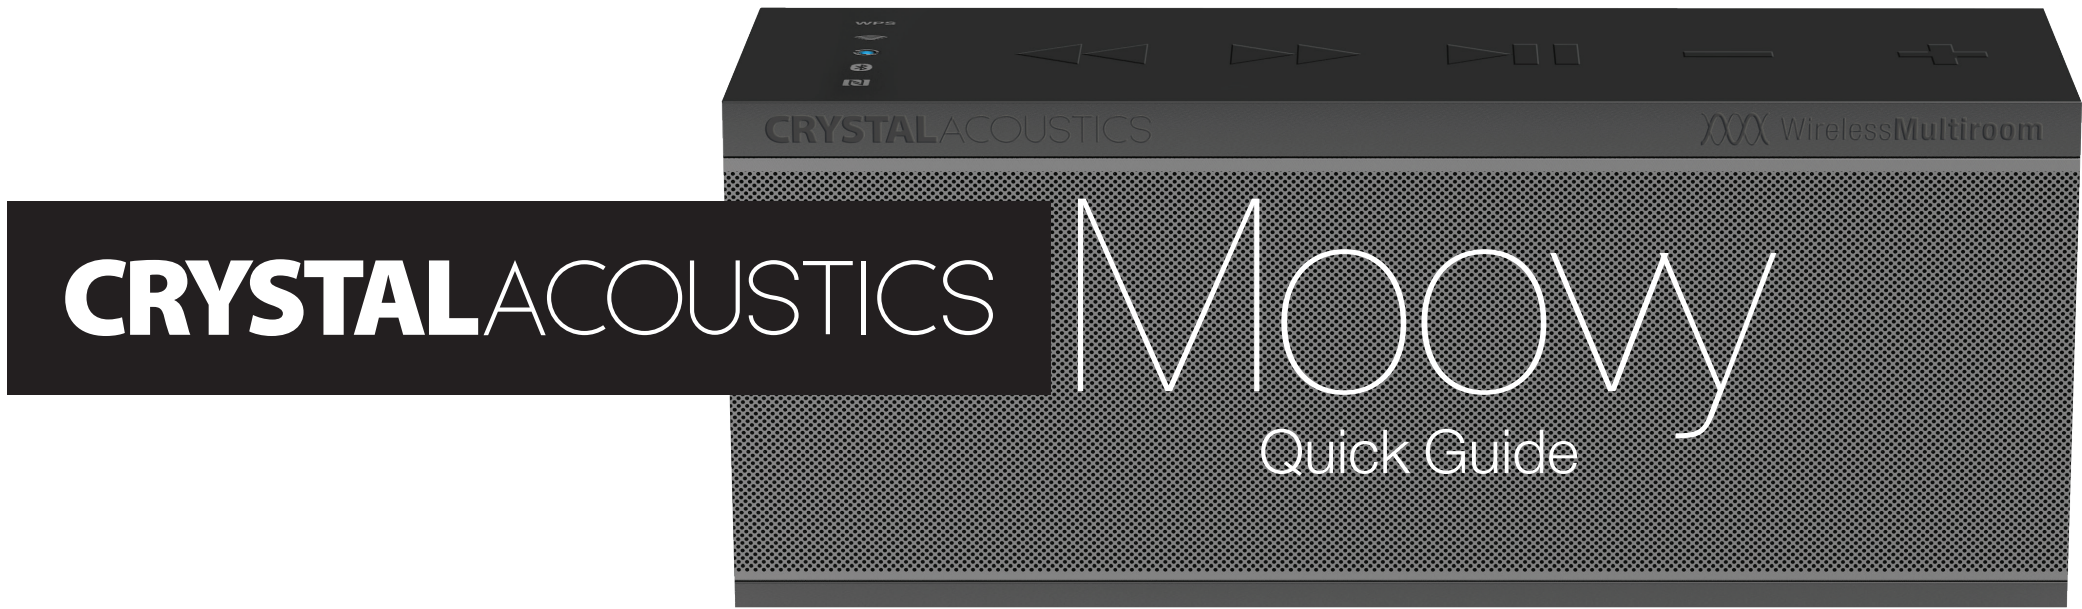 WPS
CRYSTALACOUSTICS
WirelessMultiroom
CRYSTALACOUSTICS
Moovy
Quick Guide